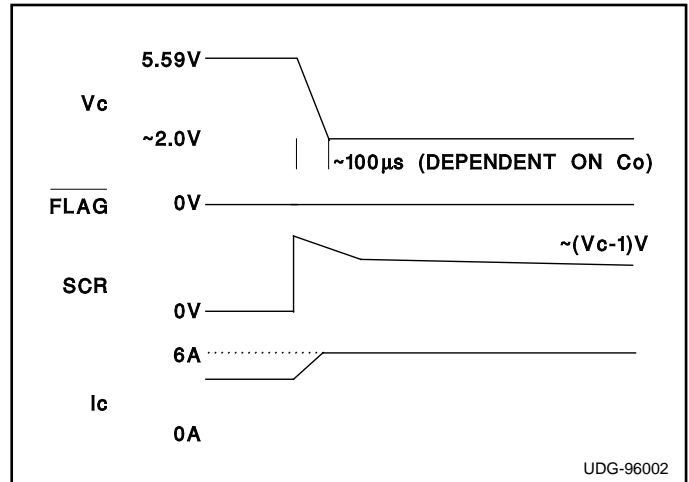 5.59V
Vc
~2.0V
~100µs (DEPENDENT ON Co)
FLAG 0V
~(Vc-1)V
SCR
0V
6A
Ic
0A
UDG-96002